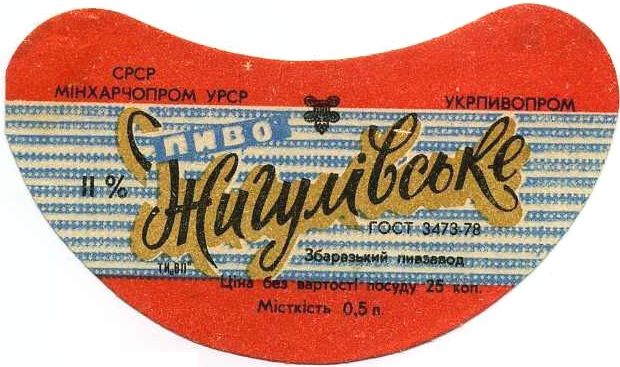 СРСР
МІНХАРЧОПРОМ УРСР
УКРПИВОПРОМ
ПИВО
Жигулівське
11 %
ГОСТ 3473-78
Збаразький пивзавод
Ціна без вартості посуду 25 коп.
Місткість 0,5 л.